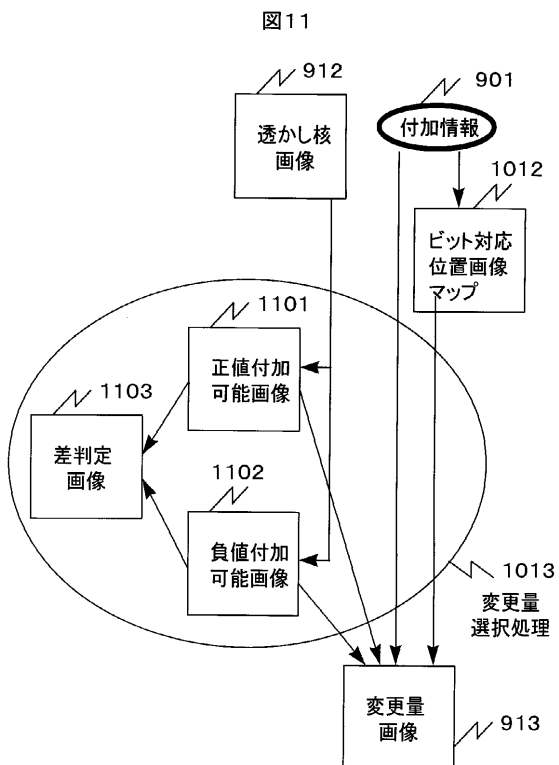 図11
912
透かし核
画像
901
付加情報
1012
ビット対応
位置画像
マップ
1101
正値付加
可能画像
1103
差判定
画像
1102
負値付加
可能画像
1013
変更量
選択処理
変更量
画像
913